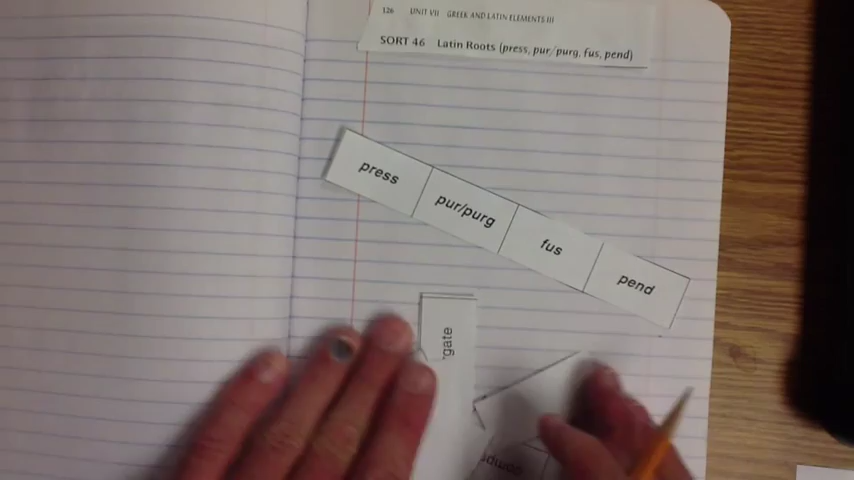 126 UNIT VII GREEK AND LATIN ELEMENTS III
SORT 46 Latin Roots (press, pur/purg, fus, pend)
press pur/purg fus pend